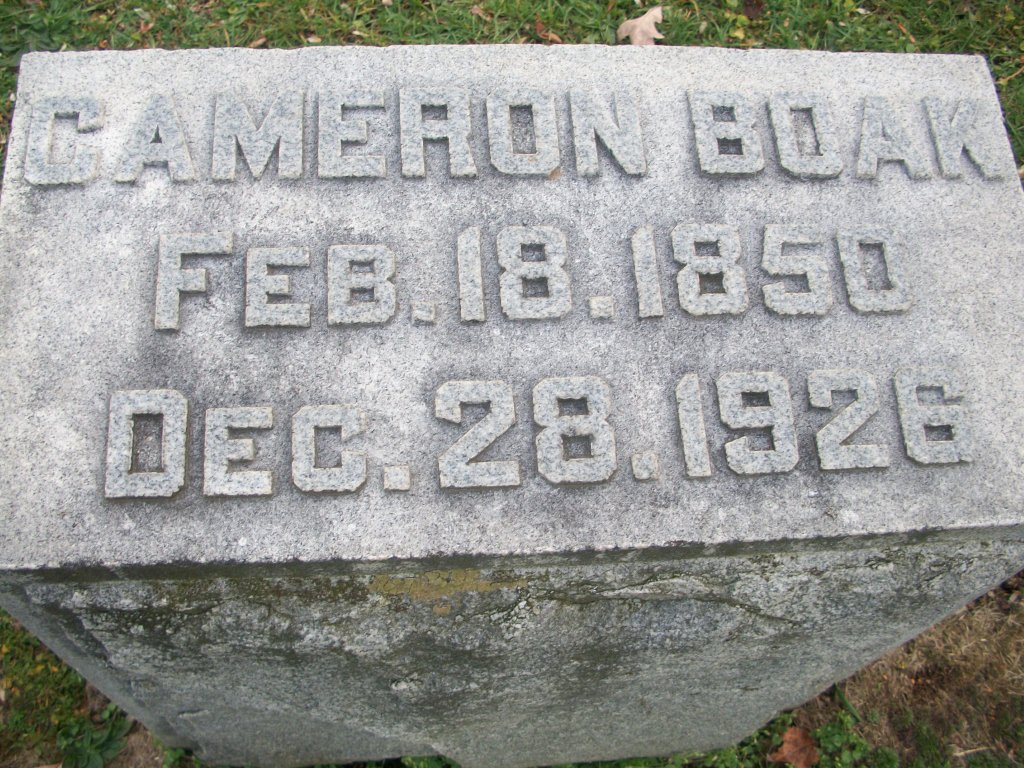 CAMERON BOAK
FEB. 18. 1850
DEC. 28. 1926